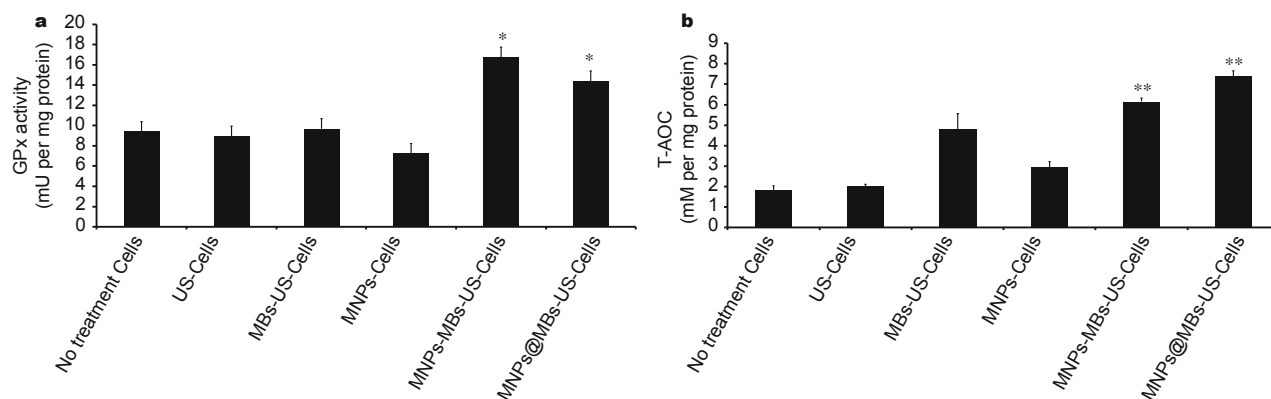 a
GPx activity
(mU per mg protein)
20
18
16
14
12
10
8
6
4
2
0
*
*
No treatment Cells
US-Cells
MBs-US-Cells
MNPs-Cells
MNPs-MBs-US-Cells
MNPs@MBs-US-Cells
b
T-AOC
(mM per mg protein)
9
8
7
6
5
4
3
2
1
0
**
**
No treatment Cells
US-Cells
MBs-US-Cells
MNPs-Cells
MNPs-MBs-US-Cells
MNPs@MBs-US-Cells